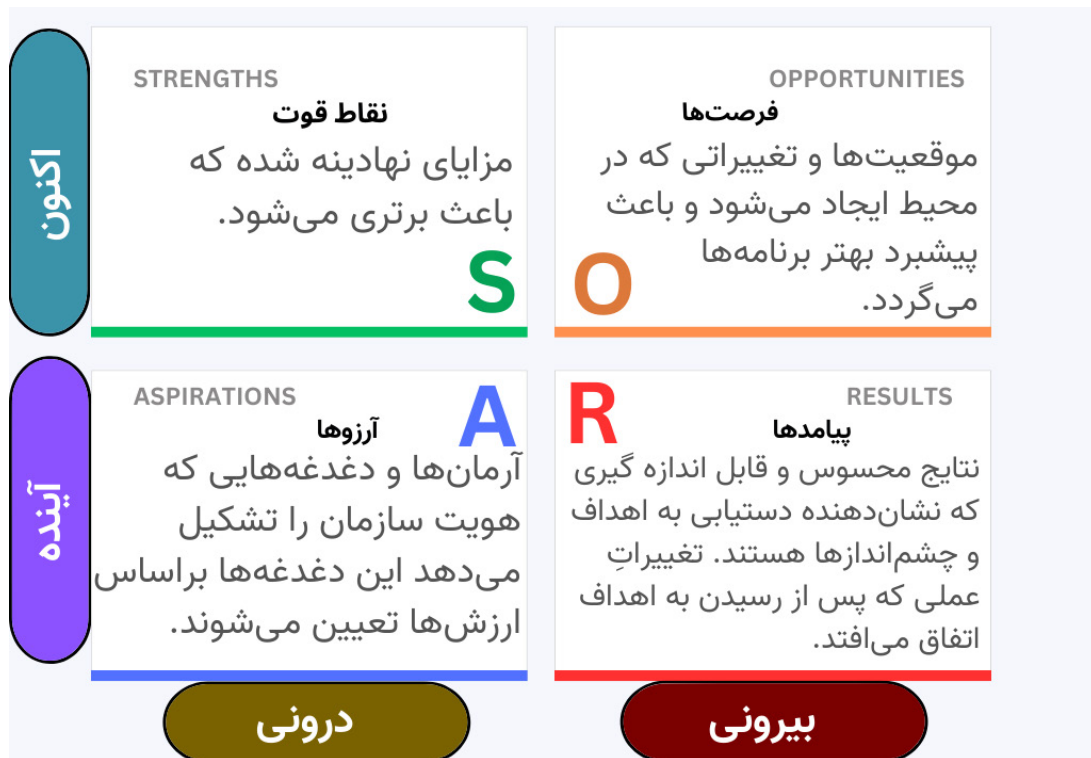 اکنون
STRENGTHS
نقاط قوت
مزایای نهادینه شده که
باعث برتری می‌شود.
S
OPPORTUNITIES
فرصت‌ها
موقعیت‌ها و تغییراتی که در
محیط ایجاد می‌شود و باعث
پیشبرد بهتر برنامه‌ها
می‌گردد.
O
آینده
ASPIRATIONS
آرزوها
A
آرمان‌ها و دغدغه‌هایی که
هویت سازمان را تشکیل
می‌دهد این دغدغه‌ها براساس
ارزش‌ها تعیین می‌شوند.
R
RESULTS
پیامدها
نتایج محسوس و قابل اندازه گیری
که نشان‌دهنده دستیابی به اهداف
و چشم‌اندازها هستند. تغییراتِ
عملی که پس از رسیدن به اهداف
اتفاق می‌افتد.
درونی
بیرونی